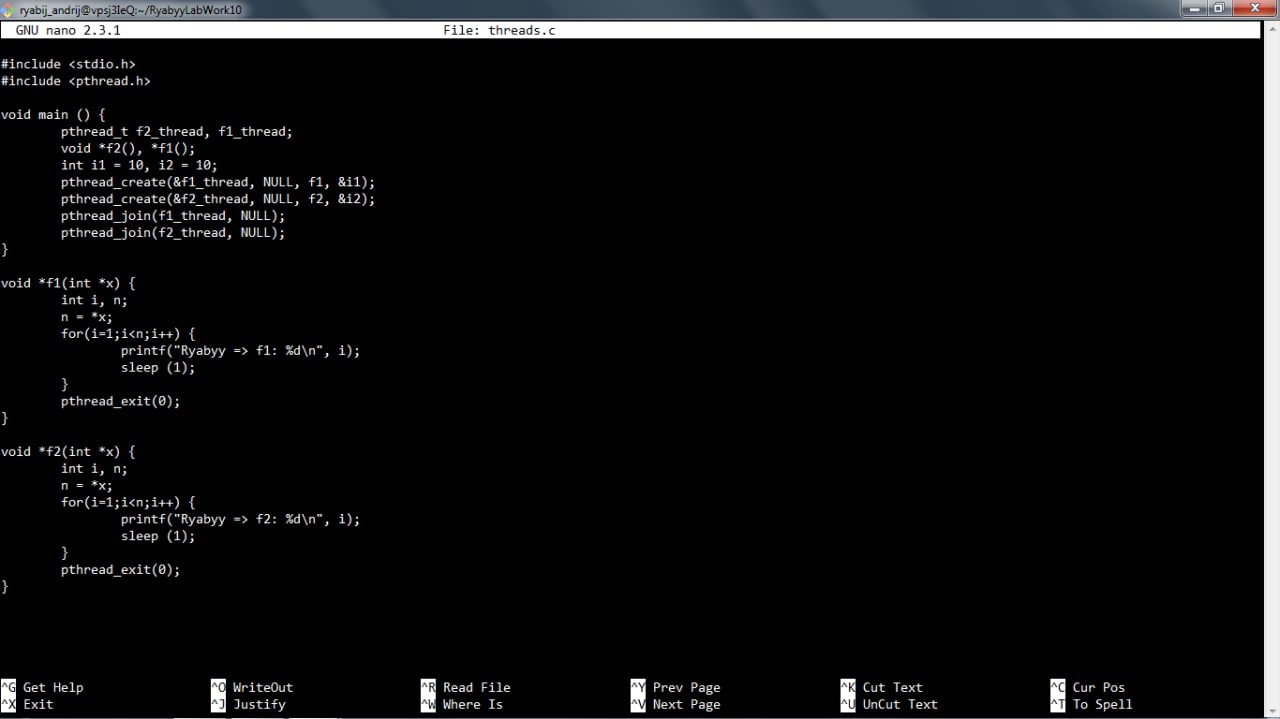 ryabij_andrij@vpsj3IeQ:~/RyabyyLabWork10
GNU nano 2.3.1 File: threads.c
#include <stdio.h>
#include <pthread.h>
void main () {
pthread_t f2_thread, f1_thread;
void *f2(), *f1();
int i1 = 10, i2 = 10;
pthread_create(&f1_thread, NULL, f1, &i1);
pthread_create(&f2_thread, NULL, f2, &i2);
pthread_join(f1_thread, NULL);
pthread_join(f2_thread, NULL);
}
void *f1(int *x) {
int i, n;
n = *x;
for(i=1;i<n;i++) {
printf("Ryabyy => f1: %d\n", i);
sleep (1);
}
pthread_exit(0);
}
void *f2(int *x) {
int i, n;
n = *x;
for(i=1;i<n;i++) {
printf("Ryabyy => f2: %d\n", i);
sleep (1);
}
pthread_exit(0);
}
^G Get Help ^O WriteOut ^R Read File ^Y Prev Page ^K Cut Text ^C Cur Pos
^X Exit ^J Justify ^W Where Is ^V Next Page ^U UnCut Text ^T To Spell